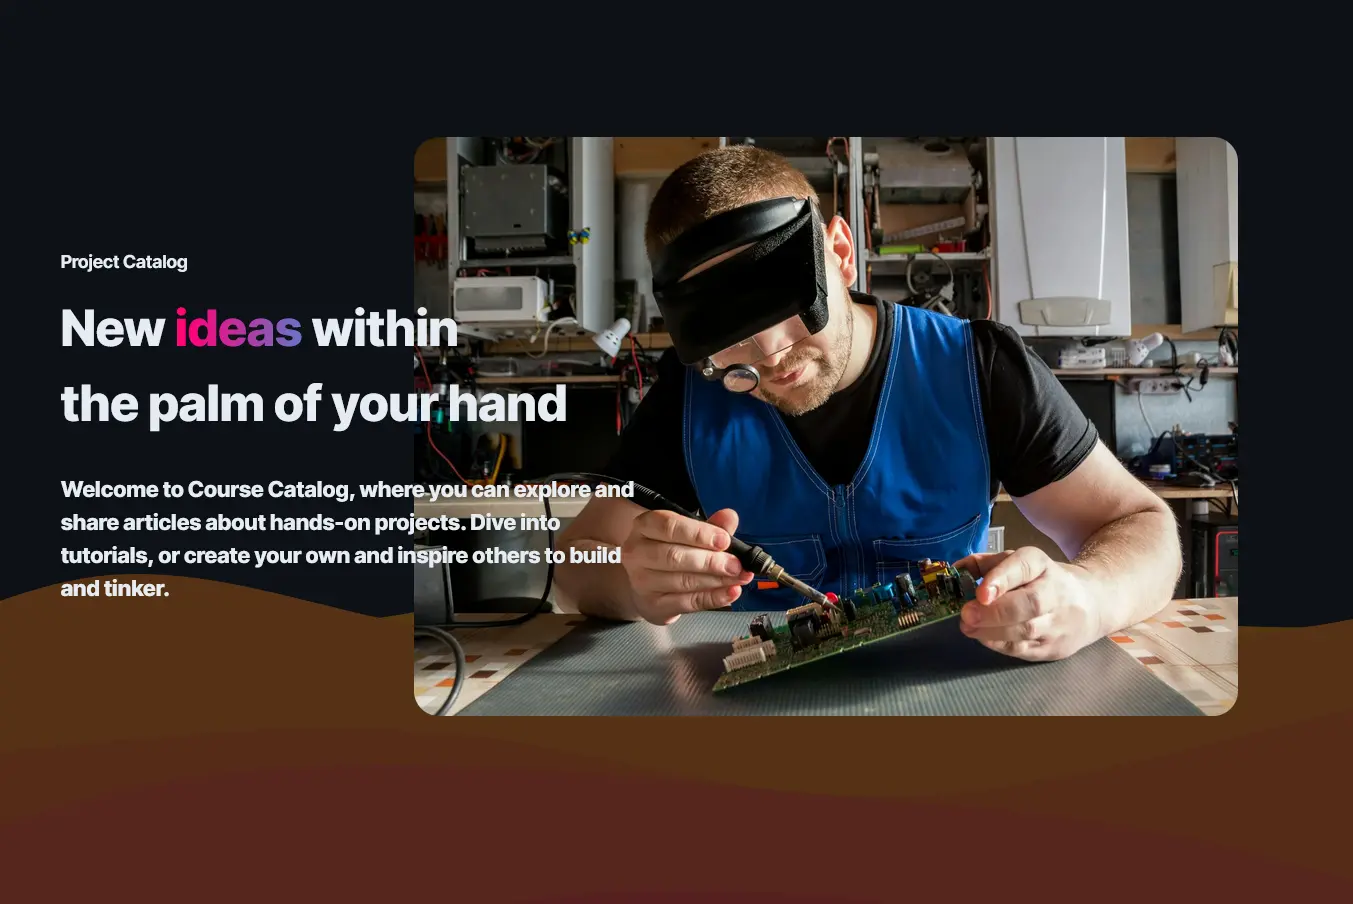 Project Catalog
New ideas within
the palm of your hand
Welcome to Course Catalog, where you can explore and
share articles about hands-on projects. Dive into
tutorials, or create your own and inspire others to build
and tinker.